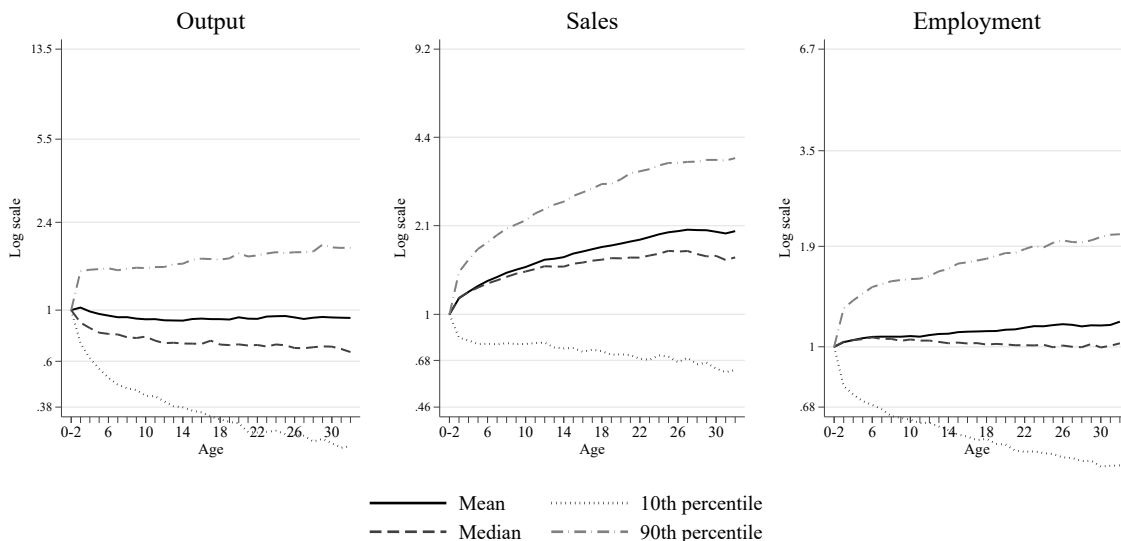 Output
Sales
Employment
13.5
5.5
2.4
1
.6
.38
Log scale
0-2 6 10 14 18 22 26 30
Age
9.2
4.4
2.1
1
.68
.46
Log scale
0-2 6 10 14 18 22 26 30
Age
6.7
3.5
1.9
1
.68
Log scale
0-2 6 10 14 18 22 26 30
Age
Mean
10th percentile
Median
90th percentile